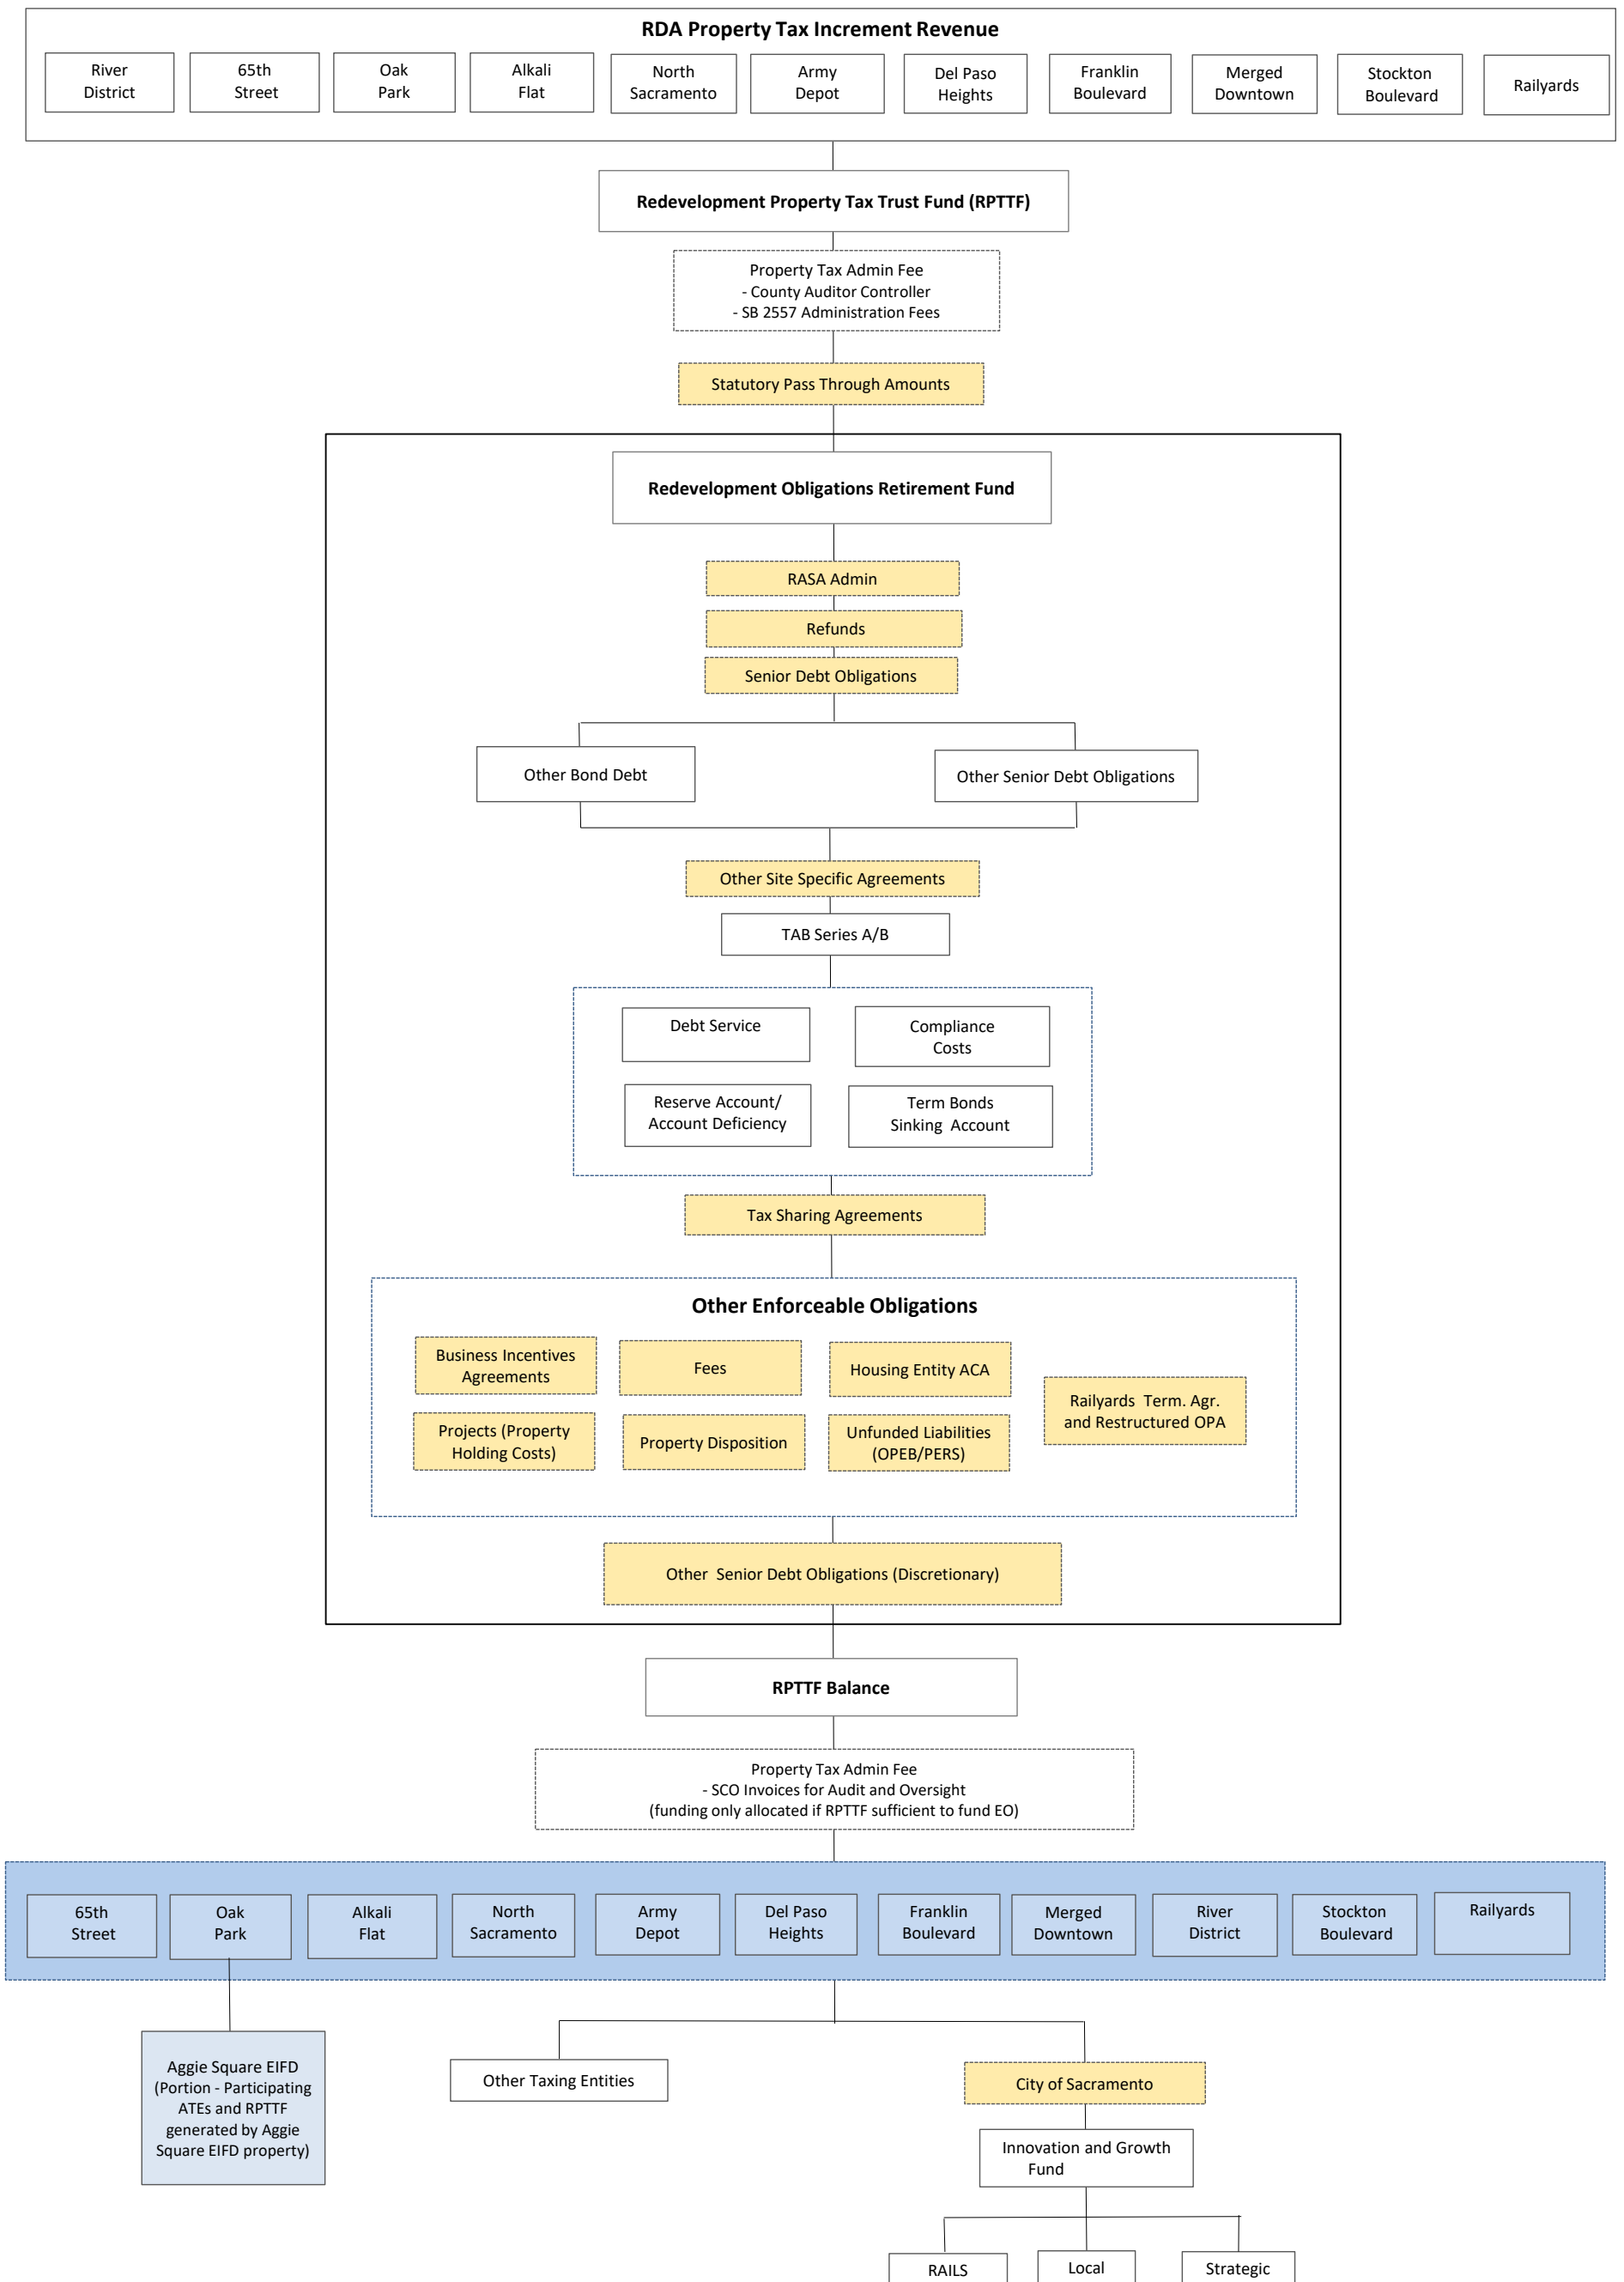 RDA Property Tax Increment Revenue
River
District
65th
Street
Oak
Park
Alkali
Flat
North
Sacramento
Army
Depot
Del Paso
Heights
Franklin
Boulevard
Merged
Downtown
Stockton
Boulevard
Railyards
Redevelopment Property Tax Trust Fund (RPTTF)
Property Tax Admin Fee
- County Auditor Controller
- SB 2557 Administration Fees
Statutory Pass Through Amounts
Redevelopment Obligations Retirement Fund
RASA Admin
Refunds
Senior Debt Obligations
Other Bond Debt
Other Senior Debt Obligations
Other Site Specific Agreements
TAB Series A/B
Debt Service
Compliance
Costs
Reserve Account/
Account Deficiency
Term Bonds
Sinking Account
Tax Sharing Agreements
Other Enforceable Obligations
Business Incentives
Agreements
Fees
Housing Entity ACA
Railyards Term. Agr.
and Restructured OPA
Projects (Property
Holding Costs)
Property Disposition
Unfunded Liabilities
(OPEB/PERS)
Other Senior Debt Obligations (Discretionary)
RPTTF Balance
Property Tax Admin Fee
- SCO Invoices for Audit and Oversight
(funding only allocated if RPTTF sufficient to fund EO)
65th
Street
Oak
Park
Alkali
Flat
North
Sacramento
Army
Depot
Del Paso
Heights
Franklin
Boulevard
Merged
Downtown
River
District
Stockton
Boulevard
Railyards
Aggie Square EIFD
(Portion - Participating
ATEs and RPTTF
generated by Aggie
Square EIFD property)
Other Taxing Entities
City of Sacramento
Innovation and Growth
Fund
RAILS
Local
Strategic